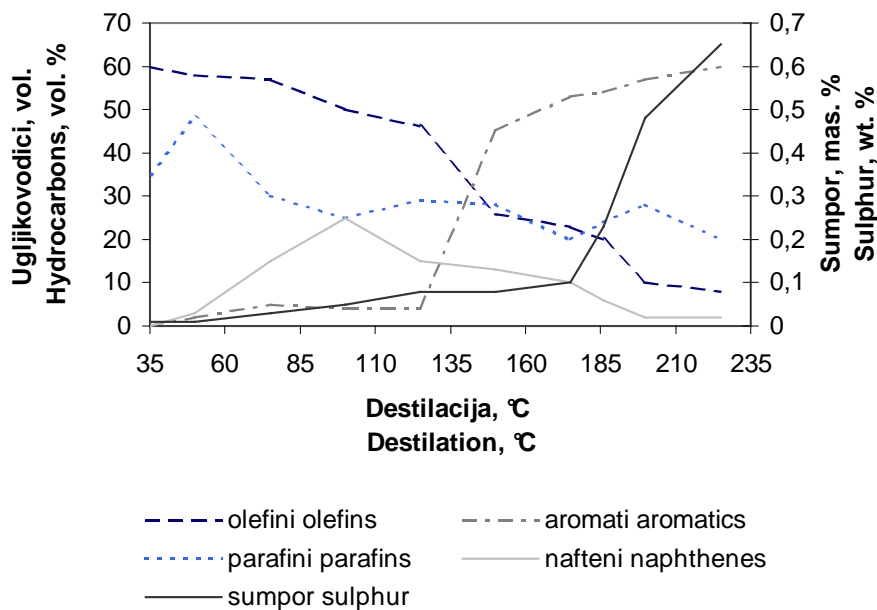 Ugljikovodici, vol.
Hydrocarbons, vol. %
70
60
50
40
30
20
10
0
0,7
0,6
0,5
0,4
0,3
0,2
0,1
0
Sumpor, mas. %
Sulphur, wt. %
35 60 85 110 135 160 185 210 235
Destilacija, °C
Destilation, °C
olefini olefins
aromati aromatics
parafini parafins
nafteni naphthenes
sumpor sulphur